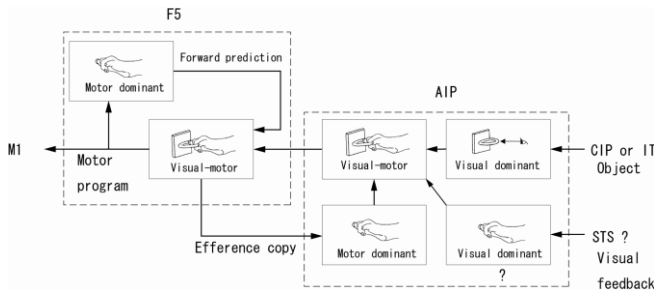 F5
Forward prediction
Motor dominant
AIP
M1
Motor
program
Visual-motor
Visual-motor
Visual dominant
CIP or IT
Object
Efference copy
Motor dominant
Visual dominant
?
STS ?
Visual
feedback